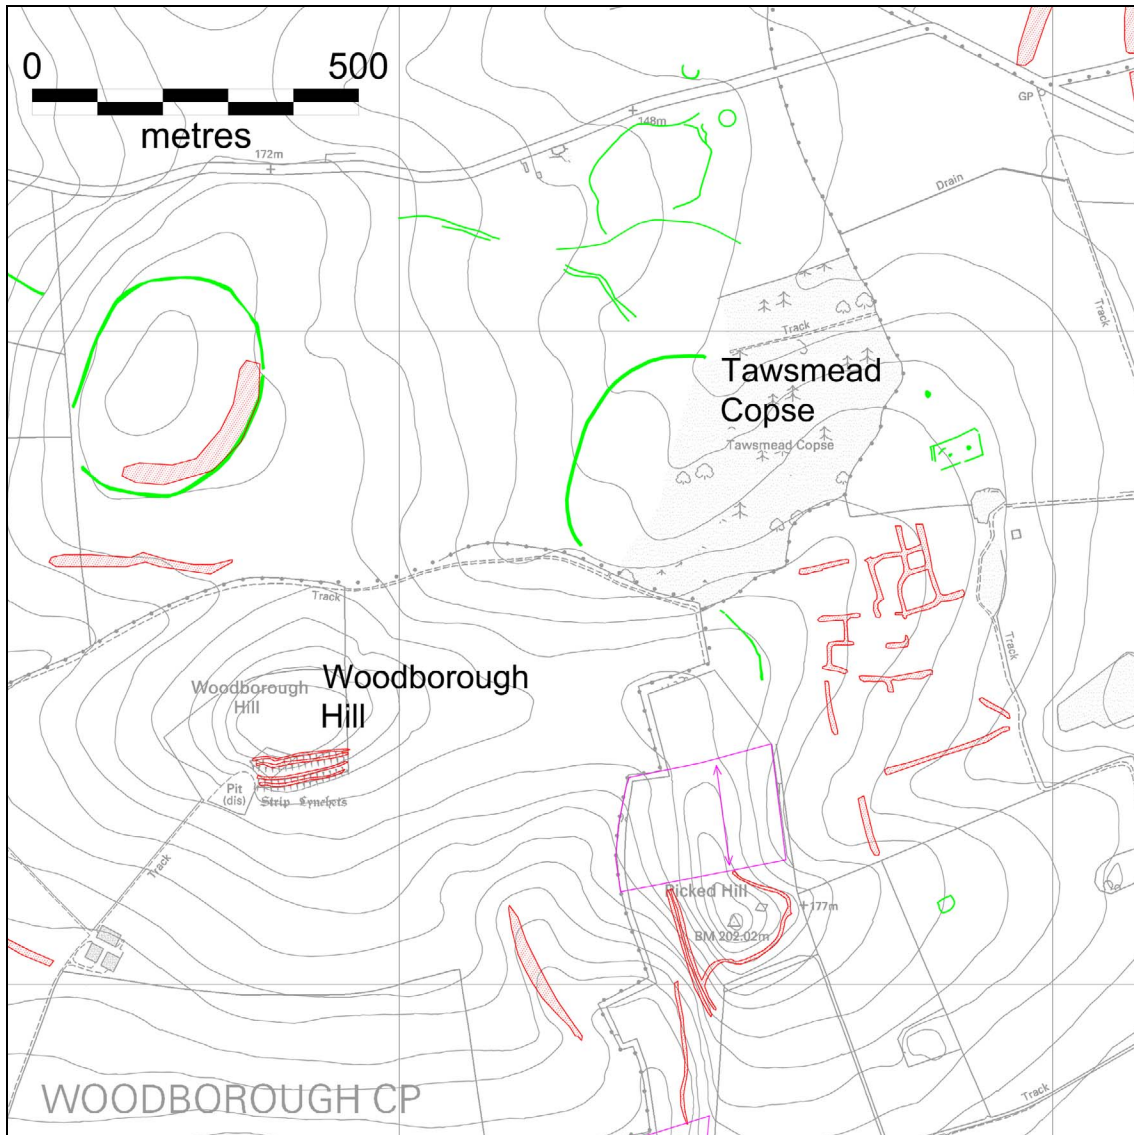 0 500
metres
172m
148m
GP
Drain
Track
Track
Tawsmead
Copse
Tawsmead Copse
Track
Woodborough
Hill
Woodborough
Hill
Track
Pit
(dis)
Strip Lynchets
Track
Picked Hill
177m
BM 202.02m
WOODBOROUGH CP
Track